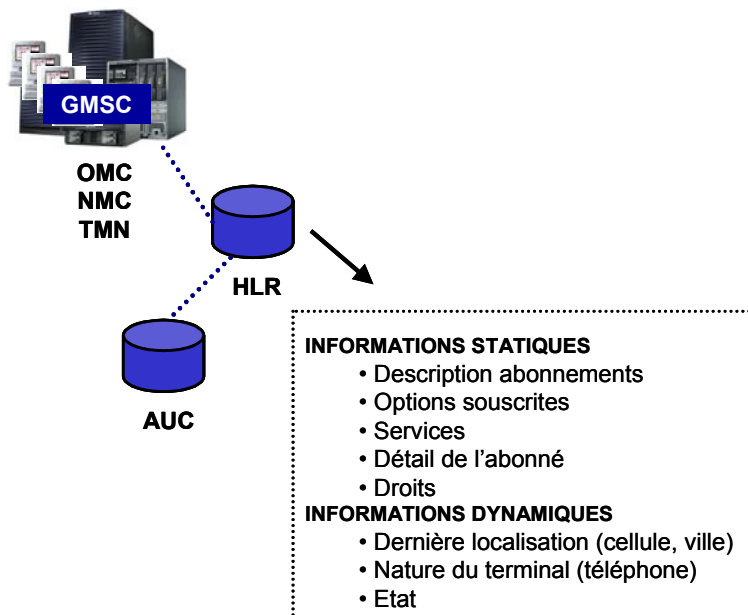 GMSC
OMC
NMC
TMN
HLR
AUC
INFORMATIONS STATIQUES
• Description abonnements
• Options souscrites
• Services
• Détail de l’abonné
• Droits
INFORMATIONS DYNAMIQUES
• Dernière localisation (cellule, ville)
• Nature du terminal (téléphone)
• Etat